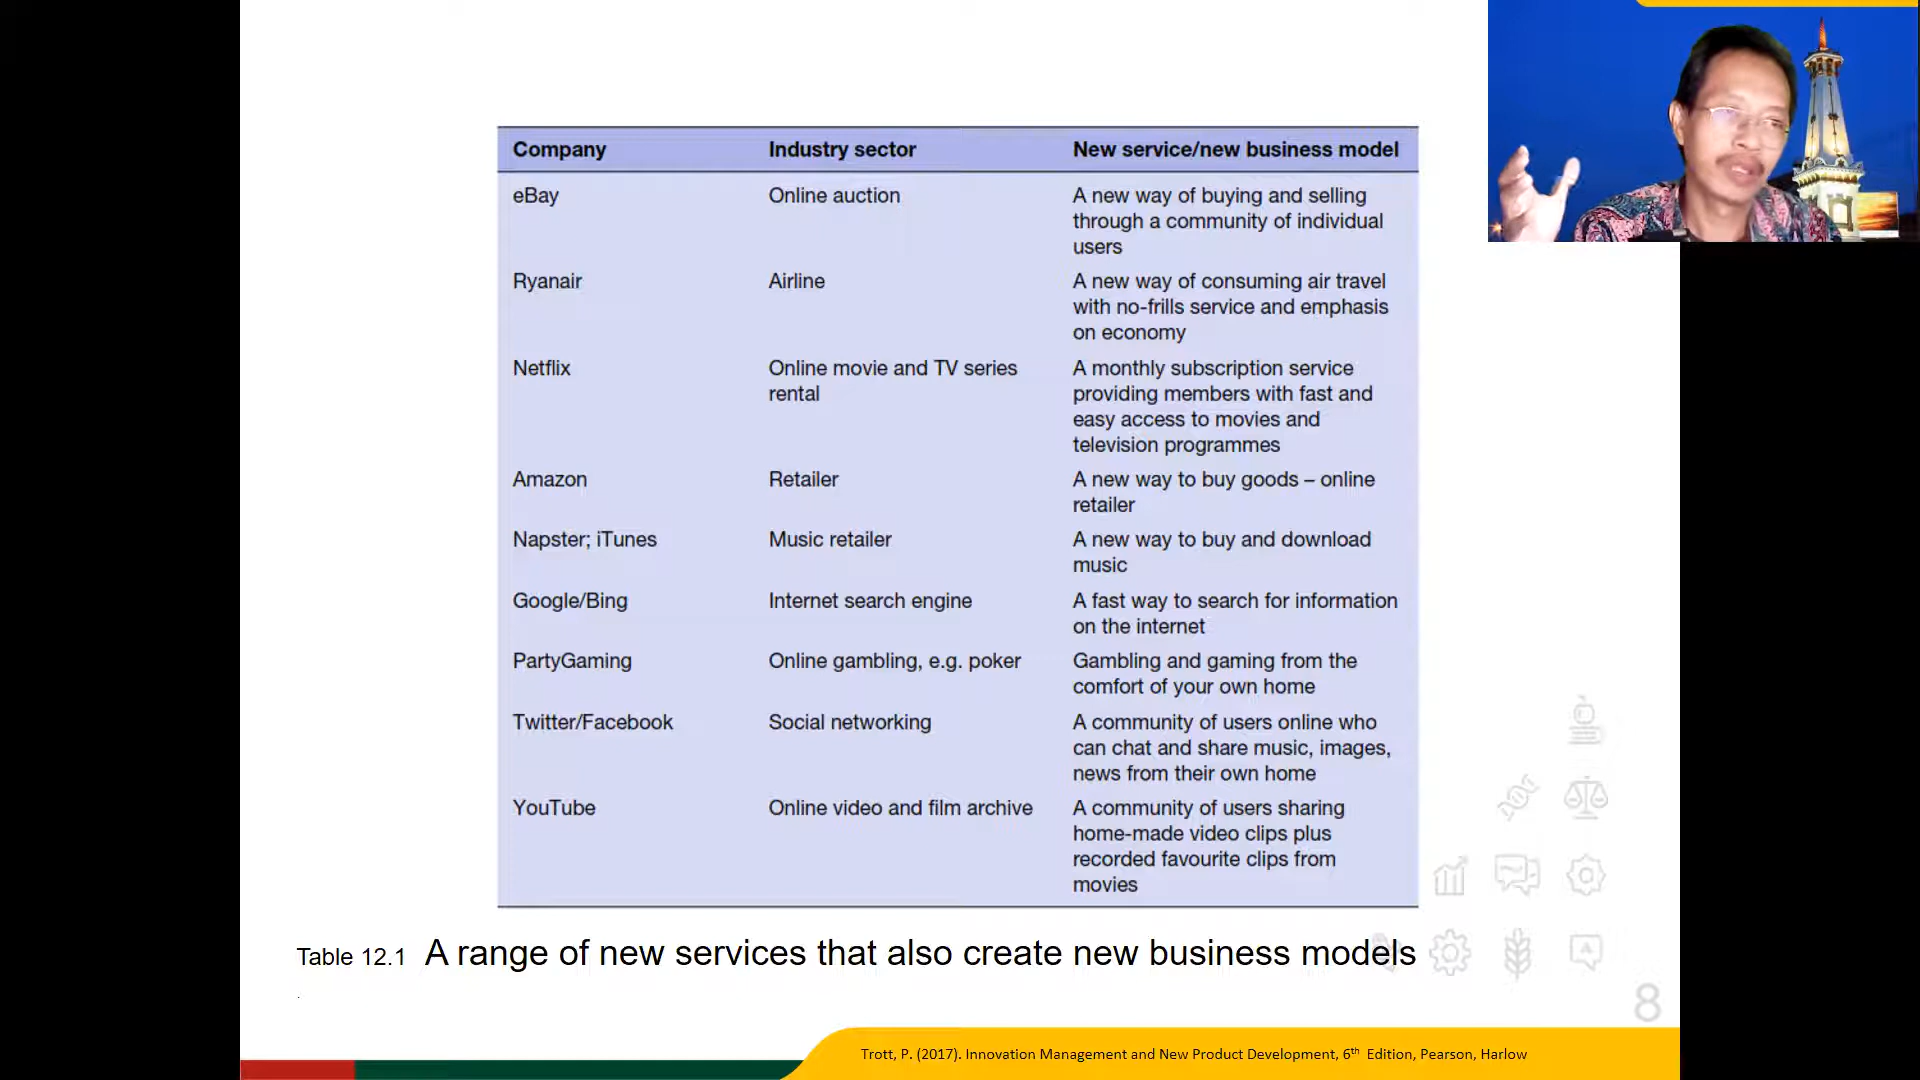 Company Industry sector New service/new business model
eBay Online auction A new way of buying and selling
through a community of individual
users
Ryanair Airline A new way of consuming air travel
with no-frills service and emphasis
on economy
Netflix Online movie and TV series A monthly subscription service
rental providing members with fast and
easy access to movies and
television programmes
Amazon Retailer A new way to buy goods – online
retailer
Napster; iTunes Music retailer A new way to buy and download
music
Google/Bing Internet search engine A fast way to search for information
on the internet
PartyGaming Online gambling, e.g. poker Gambling and gaming from the
comfort of your own home
Twitter/Facebook Social networking A community of users online who
can chat and share music, images,
news from their own home
YouTube Online video and film archive A community of users sharing
home-made video clips plus
recorded favourite clips from
movies
Table 12.1 A range of new services that also create new business models
.
A
8
Trott, P. (2017). Innovation Management and New Product Development, 6th Edition, Pearson, Harlow